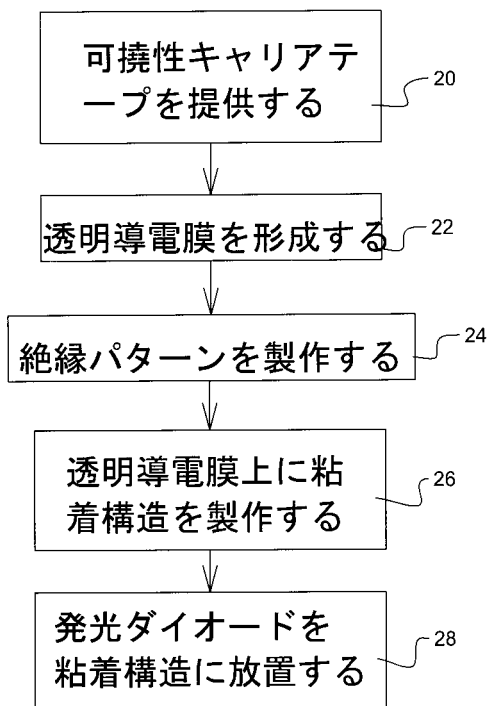 可撓性キャリアテ
ープを提供する
20
透明導電膜を形成する
22
絶縁パターンを製作する
24
透明導電膜上に粘
着構造を製作する
26
発光ダイオードを
粘着構造に放置する
28